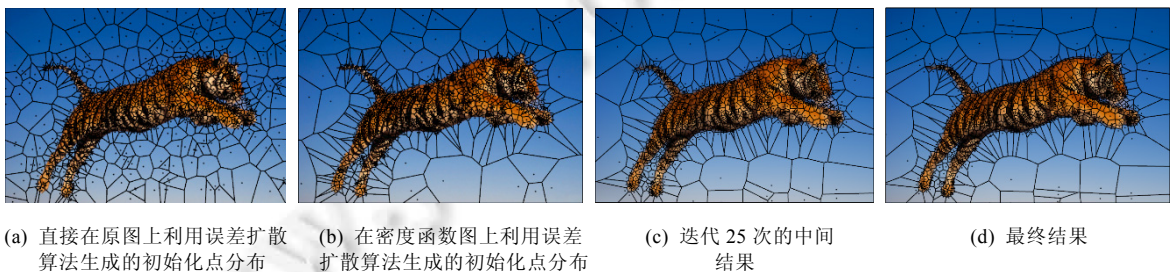 (a) 直接在原图上利用误差扩散
算法生成的初始化点分布
(b) 在密度函数图上利用误差
扩散算法生成的初始化点分布
(c) 迭代 25 次的中间
结果
(d) 最终结果